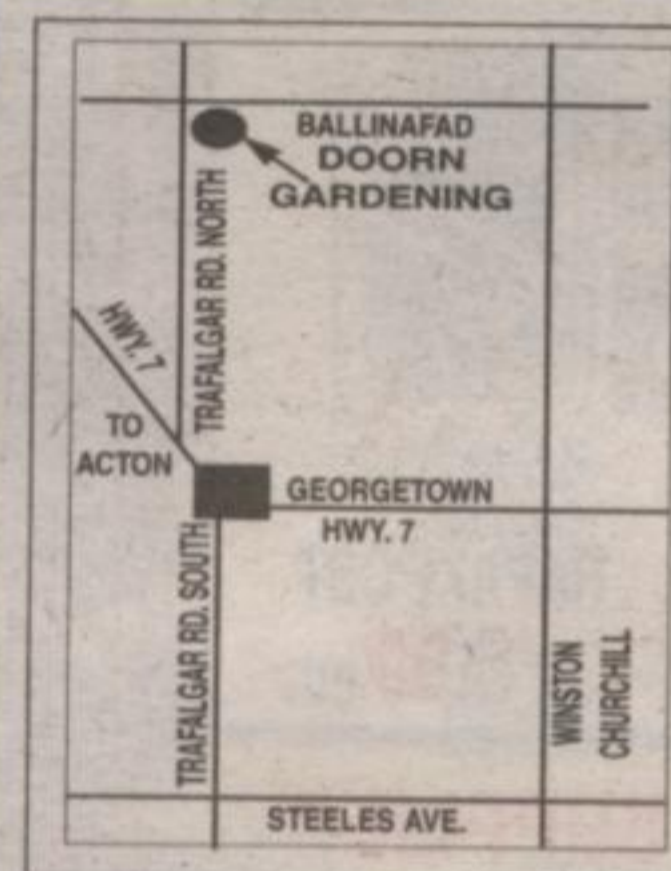 BALLINAFAD
DOORN
GARDENING
TRAFALGAR RD. NORTH
HWY. 7
TO
ACTON
GEORGETOWN
HWY. 7
TRAFALGAR RD. SOUTH
WINSTON
CHURCHILL
STEELES AVE.